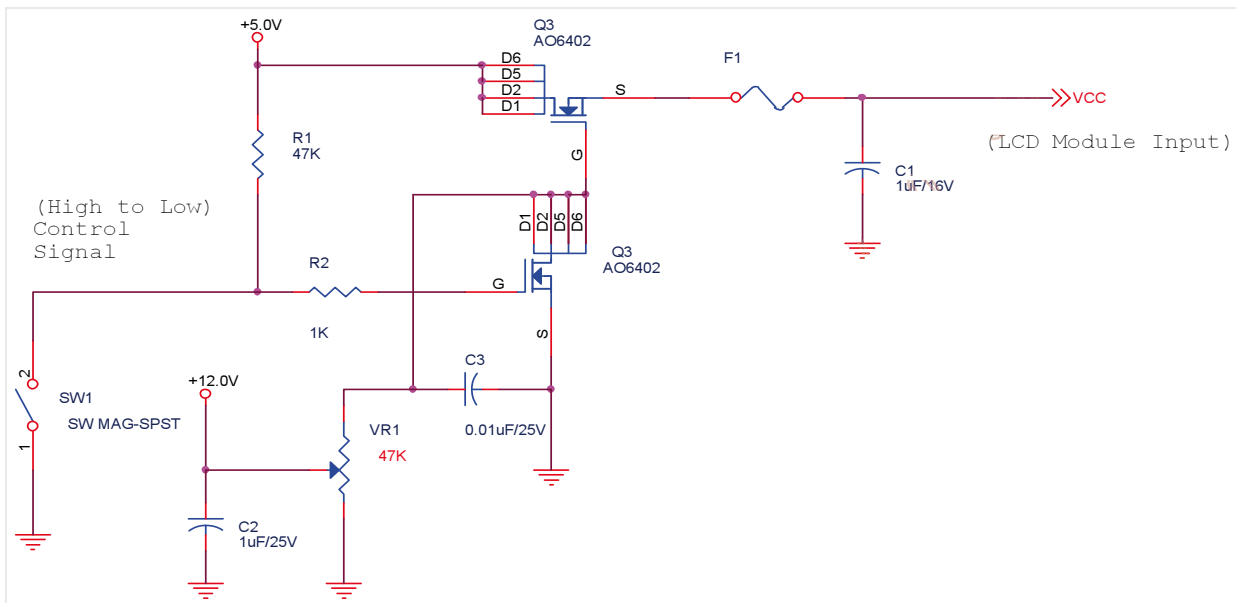 +5.0V
Q3
AO6402
D6
D5
D2
D1
S
G
F1
VCC
(LCD Module Input)
R1
47K
C1
1uF/16V
(High to Low)
Control
Signal
D1
D2
D5
D6
Q3
AO6402
R2
G
1K
S
C3
0.01uF/25V
+12.0V
2
SW1
SW MAG-SPST
1
VR1
47K
C2
1uF/25V